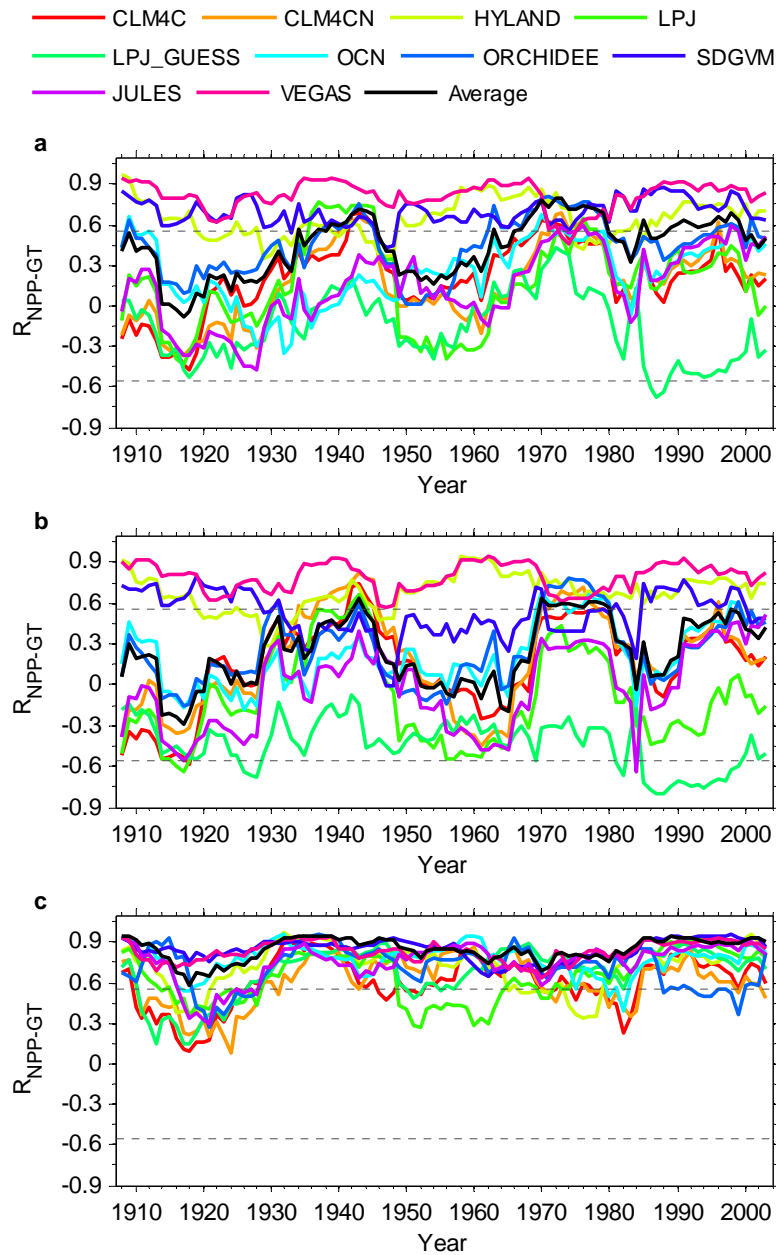 CLM4C CLM4CN HYLAND LPJ
LPJ_GUESS OCN ORCHIDEE SDGVM
JULES VEGAS Average
a
0.9
0.6
0.3
0
-0.3
-0.6
-0.9
R_NPP-GT
1910 1920 1930 1940 1950 1960 1970 1980 1990 2000
Year
b
0.9
0.6
0.3
0
-0.3
-0.6
-0.9
R_NPP-GT
1910 1920 1930 1940 1950 1960 1970 1980 1990 2000
Year
c
0.9
0.6
0.3
0
-0.3
-0.6
-0.9
R_NPP-GT
1910 1920 1930 1940 1950 1960 1970 1980 1990 2000
Year